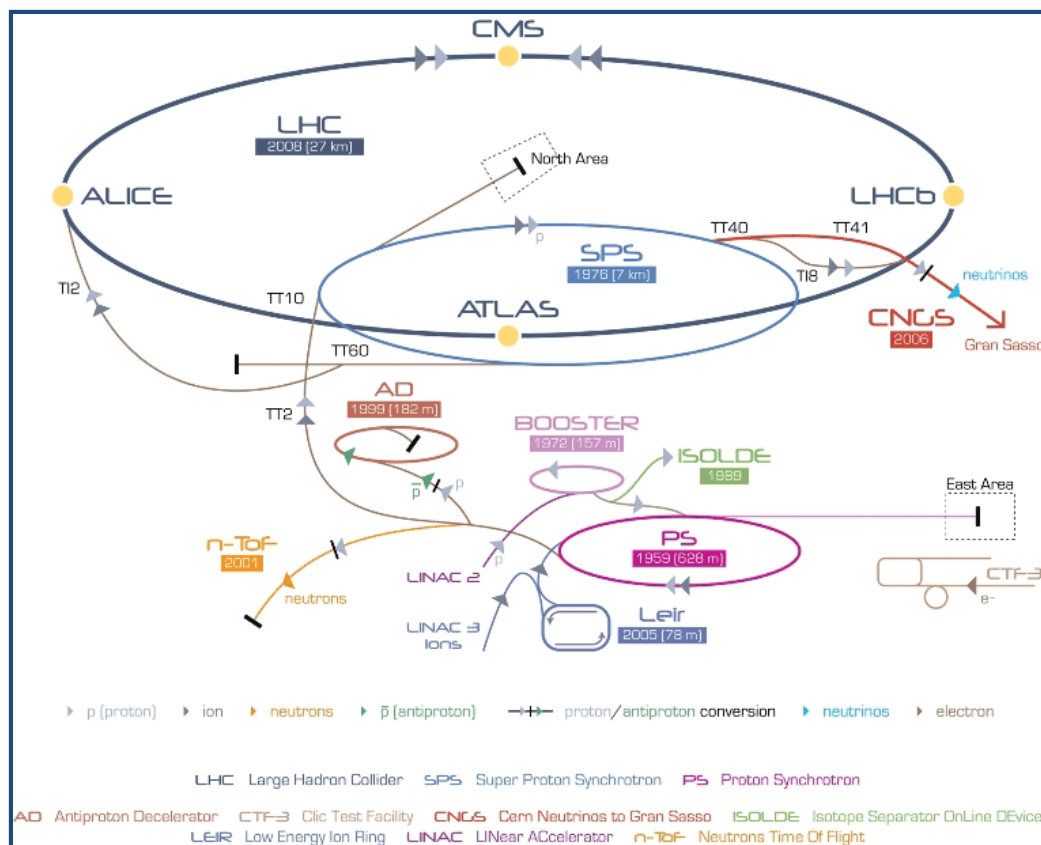 CMS
LHC
2008 (27 km)
North Area
ALICE
LHCb
TT40
TT41
p
SPS
1976 (7 km)
TI8
neutrinos
TI2
TT10
ATLAS
CNGS
2006
Gran Sasso
TT60
AD
1999 (182 m)
TT2
BOOSTER
1972 (157 m)
ISOLDE
1989
p̄
p
East Area
n-ToF
2001
PS
1959 (628 m)
p
LINAC 2
neutrons
CTF-3
e-
LINAC 3
Ions
Leir
2005 (78 m)
p (proton) ion neutrons p̄ (antiproton) proton/antiproton conversion neutrinos electron
LHC Large Hadron Collider SPS Super Proton Synchrotron PS Proton Synchrotron
AD Antiproton Decelerator CTF-3 Clic Test Facility CNGS Cern Neutrinos to Gran Sasso ISOLDE Isotope Separator OnLine DEvice
LEIR Low Energy Ion Ring LINAC LINear ACcelerator n-ToF Neutrons Time Of Flight